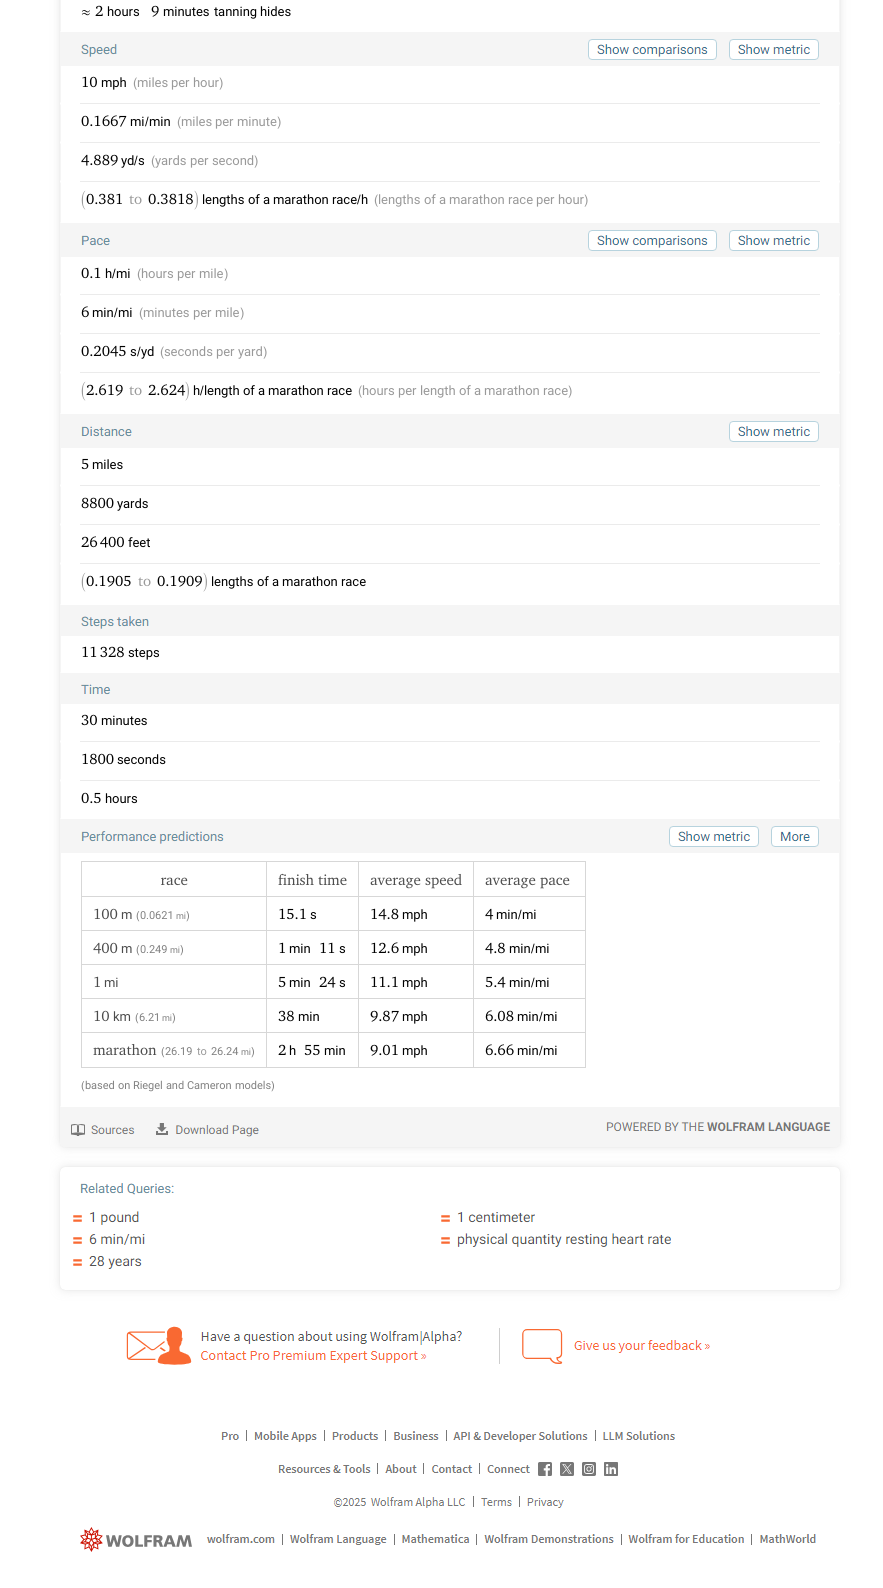 ≈ 2 hours 9 minutes tanning hides
Speed Show comparisons Show metric
10 mph (miles per hour)
0.1667 mi/min (miles per minute)
4.889 yd/s (yards per second)
(0.381 to 0.3818) lengths of a marathon race/h (lengths of a marathon race per hour)
Pace Show comparisons Show metric
0.1 h/mi (hours per mile)
6 min/mi (minutes per mile)
0.2045 s/yd (seconds per yard)
(2.619 to 2.624) h/length of a marathon race (hours per length of a marathon race)
Distance Show metric
5 miles
8800 yards
26 400 feet
(0.1905 to 0.1909) lengths of a marathon race
Steps taken
11 328 steps
Time
30 minutes
1800 seconds
0.5 hours
Performance predictions Show metric More
race finish time average speed average pace
100 m (0.0621 mi) 15.1 s 14.8 mph 4 min/mi
400 m (0.249 mi) 1 min 11 s 12.6 mph 4.8 min/mi
1 mi 5 min 24 s 11.1 mph 5.4 min/mi
10 km (6.21 mi) 38 min 9.87 mph 6.08 min/mi
marathon (26.19 to 26.24 mi) 2 h 55 min 9.01 mph 6.66 min/mi
(based on Riegel and Cameron models)
Sources Download Page POWERED BY THE WOLFRAM LANGUAGE
Related Queries:
= 1 pound = 1 centimeter
= 6 min/mi = physical quantity resting heart rate
= 28 years
Have a question about using Wolfram|Alpha?
Contact Pro Premium Expert Support »
Give us your feedback »
Pro | Mobile Apps | Products | Business | API & Developer Solutions | LLM Solutions
Resources & Tools | About | Contact | Connect
©2025 Wolfram Alpha LLC | Terms | Privacy
WOLFRAM wolfram.com | Wolfram Language | Mathematica | Wolfram Demonstrations | Wolfram for Education | MathWorld